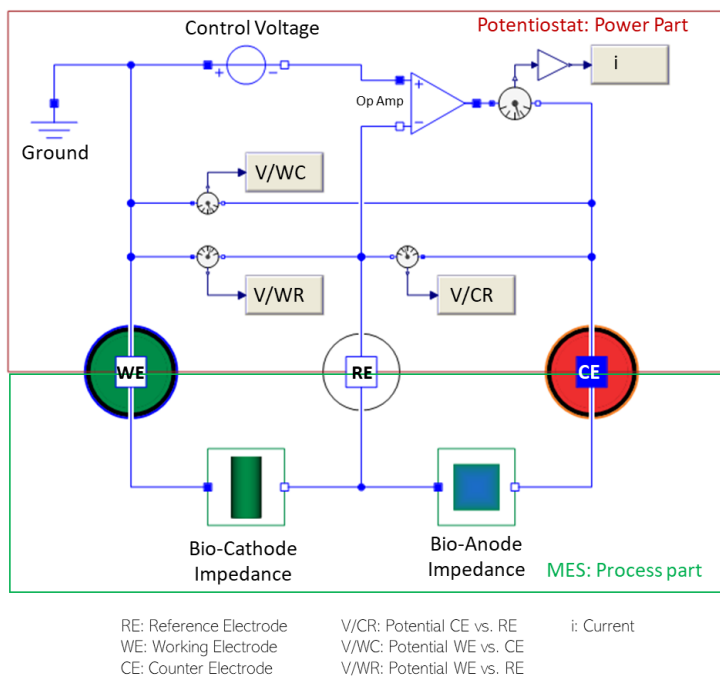 Potentiostat: Power Part
Control Voltage
+
-
i
Op Amp
+
-
Ground
V/WC
V/WR
V/CR
WE
RE
CE
Bio-Cathode
Impedance
Bio-Anode
Impedance
MES: Process part
RE: Reference Electrode
V/CR: Potential CE vs. RE
i: Current
WE: Working Electrode
V/WC: Potential WE vs. CE
CE: Counter Electrode
V/WR: Potential WE vs. RE